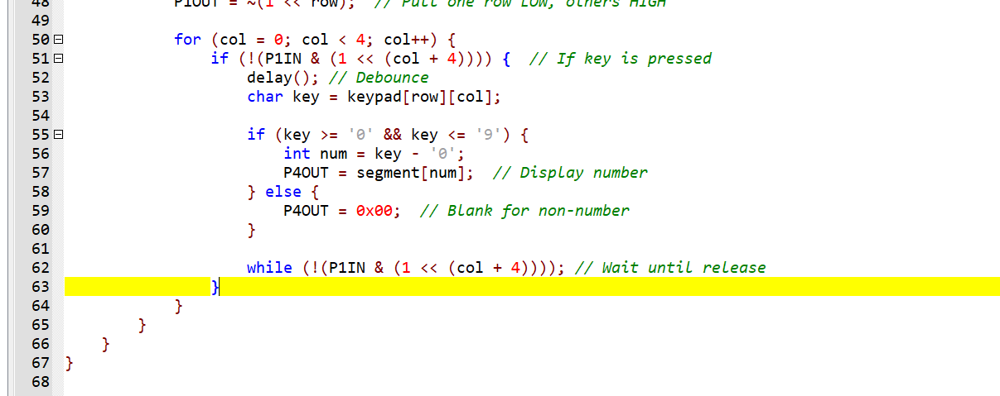 48 P1OUT = ~(1 << row); // Pull one row LOW, others HIGH
49
50 for (col = 0; col < 4; col++) {
51 if (!(P1IN & (1 << (col + 4)))) { // If key is pressed
52 delay(); // Debounce
53 char key = keypad[row][col];
54
55 if (key >= '0' && key <= '9') {
56 int num = key - '0';
57 P4OUT = segment[num]; // Display number
58 } else {
59 P4OUT = 0x00; // Blank for non-number
60 }
61
62 while (!(P1IN & (1 << (col + 4)))); // Wait until release
63 }
64 }
65 }
66 }
67 }
68